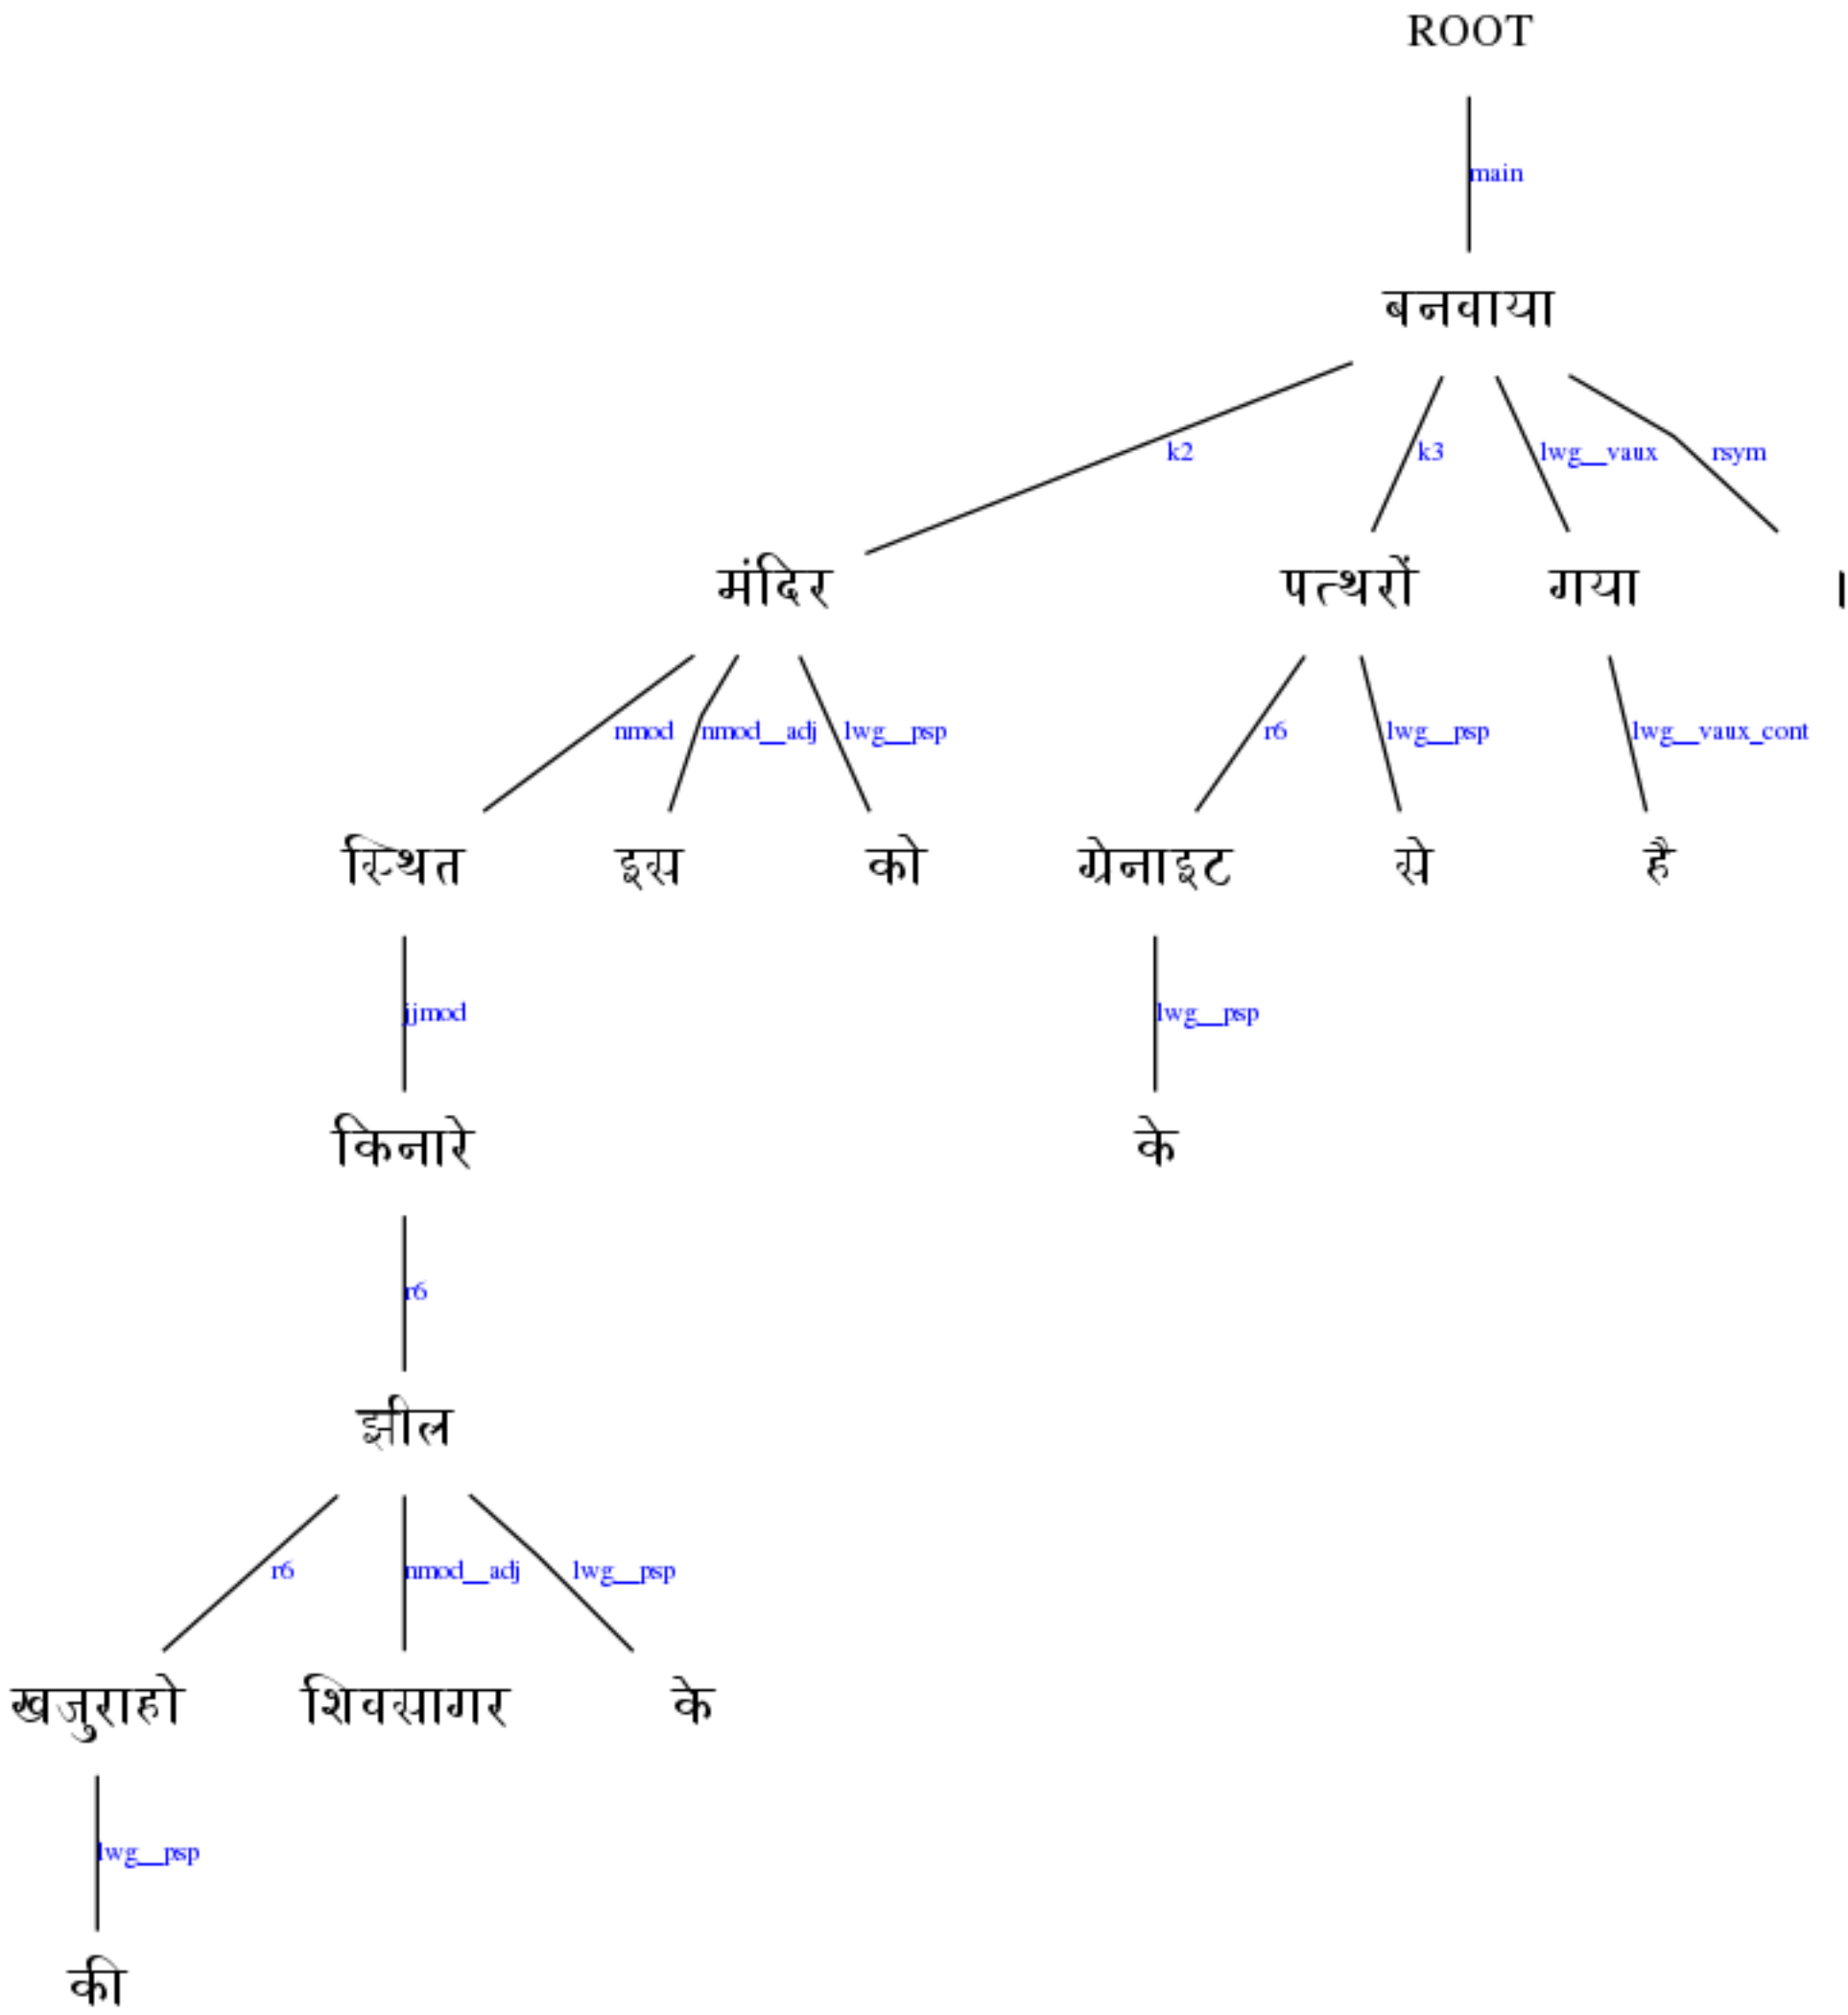 ROOT
main
बनवाया
k2 k3 lwg__vaux rsym
मंदिर पत्थरों गया ।
nmod nmod__adj lwg__psp r6 lwg__psp lwg__vaux_cont
स्थित इस को ग्रेनाइट से है
jjmod lwg__psp
किनारे के
r6
झील
r6 nmod__adj lwg__psp
खजुराहो शिवसागर के
lwg__psp
की